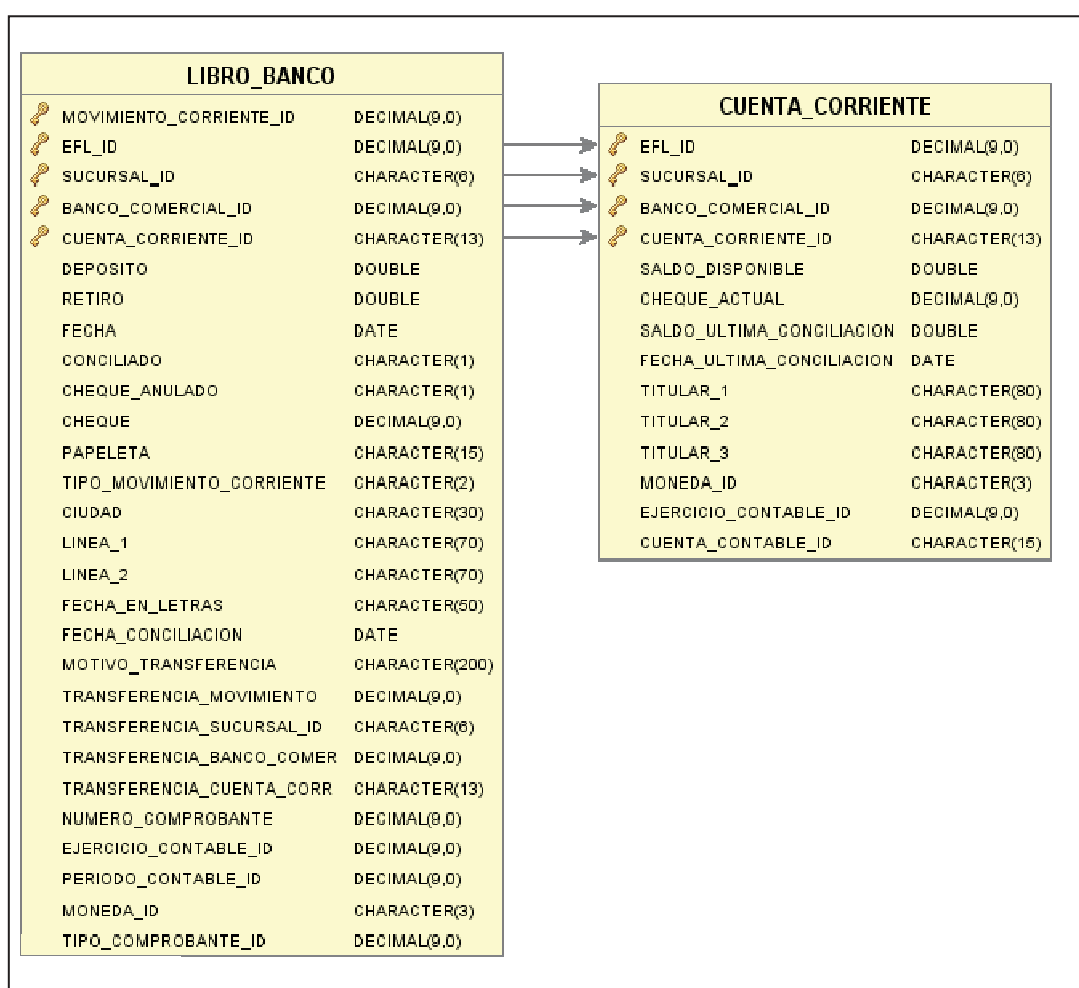 LIBRO_BANCO
MOVIMIENTO_CORRIENTE_ID DECIMAL(9,0)
EFL_ID DECIMAL(9,0)
SUCURSAL_ID CHARACTER(6)
BANCO_COMERCIAL_ID DECIMAL(9,0)
CUENTA_CORRIENTE_ID CHARACTER(13)
DEPOSITO DOUBLE
RETIRO DOUBLE
FECHA DATE
CONCILIADO CHARACTER(1)
CHEQUE_ANULADO CHARACTER(1)
CHEQUE DECIMAL(9,0)
PAPELETA CHARACTER(15)
TIPO_MOVIMIENTO_CORRIENTE CHARACTER(2)
CIUDAD CHARACTER(30)
LINEA_1 CHARACTER(70)
LINEA_2 CHARACTER(70)
FECHA_EN_LETRAS CHARACTER(50)
FECHA_CONCILIACION DATE
MOTIVO_TRANSFERENCIA CHARACTER(200)
TRANSFERENCIA_MOVIMIENTO DECIMAL(9,0)
TRANSFERENCIA_SUCURSAL_ID CHARACTER(6)
TRANSFERENCIA_BANCO_COMER DECIMAL(9,0)
TRANSFERENCIA_CUENTA_CORR CHARACTER(13)
NUMERO_COMPROBANTE DECIMAL(9,0)
EJERCICIO_CONTABLE_ID DECIMAL(9,0)
PERIODO_CONTABLE_ID DECIMAL(9,0)
MONEDA_ID CHARACTER(3)
TIPO_COMPROBANTE_ID DECIMAL(9,0)
CUENTA_CORRIENTE
EFL_ID DECIMAL(9,0)
SUCURSAL_ID CHARACTER(6)
BANCO_COMERCIAL_ID DECIMAL(9,0)
CUENTA_CORRIENTE_ID CHARACTER(13)
SALDO_DISPONIBLE DOUBLE
CHEQUE_ACTUAL DECIMAL(9,0)
SALDO_ULTIMA_CONCILIACION DOUBLE
FECHA_ULTIMA_CONCILIACION DATE
TITULAR_1 CHARACTER(80)
TITULAR_2 CHARACTER(80)
TITULAR_3 CHARACTER(80)
MONEDA_ID CHARACTER(3)
EJERCICIO_CONTABLE_ID DECIMAL(9,0)
CUENTA_CONTABLE_ID CHARACTER(15)